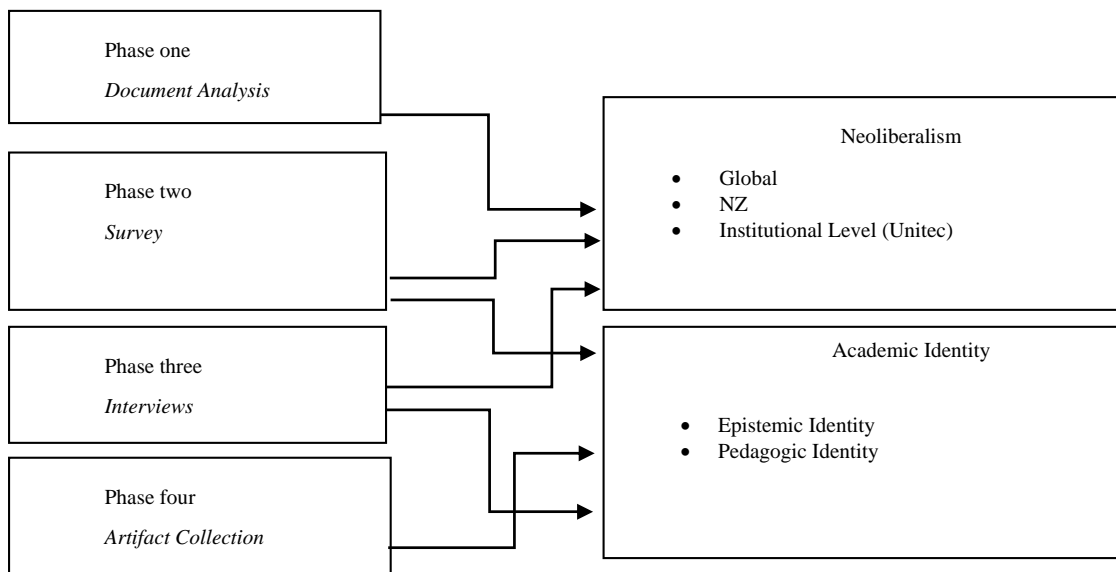 Phase one
Document Analysis
Phase two
Survey
Phase three
Interviews
Phase four
Artifact Collection
Neoliberalism
• Global
• NZ
• Institutional Level (Unitec)
Academic Identity
• Epistemic Identity
• Pedagogic Identity